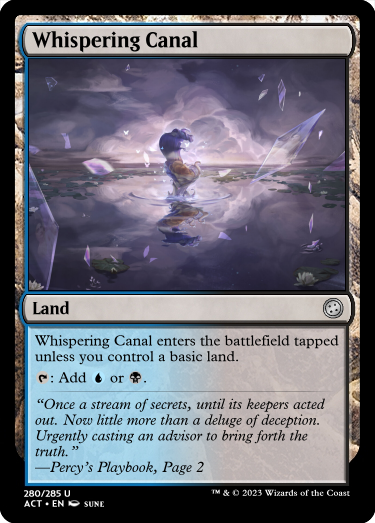 Whispering Canal
Land
Whispering Canal enters the battlefield tapped
unless you control a basic land.
: Add or .
“Once a stream of secrets, until its keepers acted
out. Now little more than a deluge of deception.
Urgently casting an advisor to bring forth the
truth.”
—Percy’s Playbook, Page 2
280/285 U
ACT • EN SUNE
™ & © 2023 Wizards of the Coast